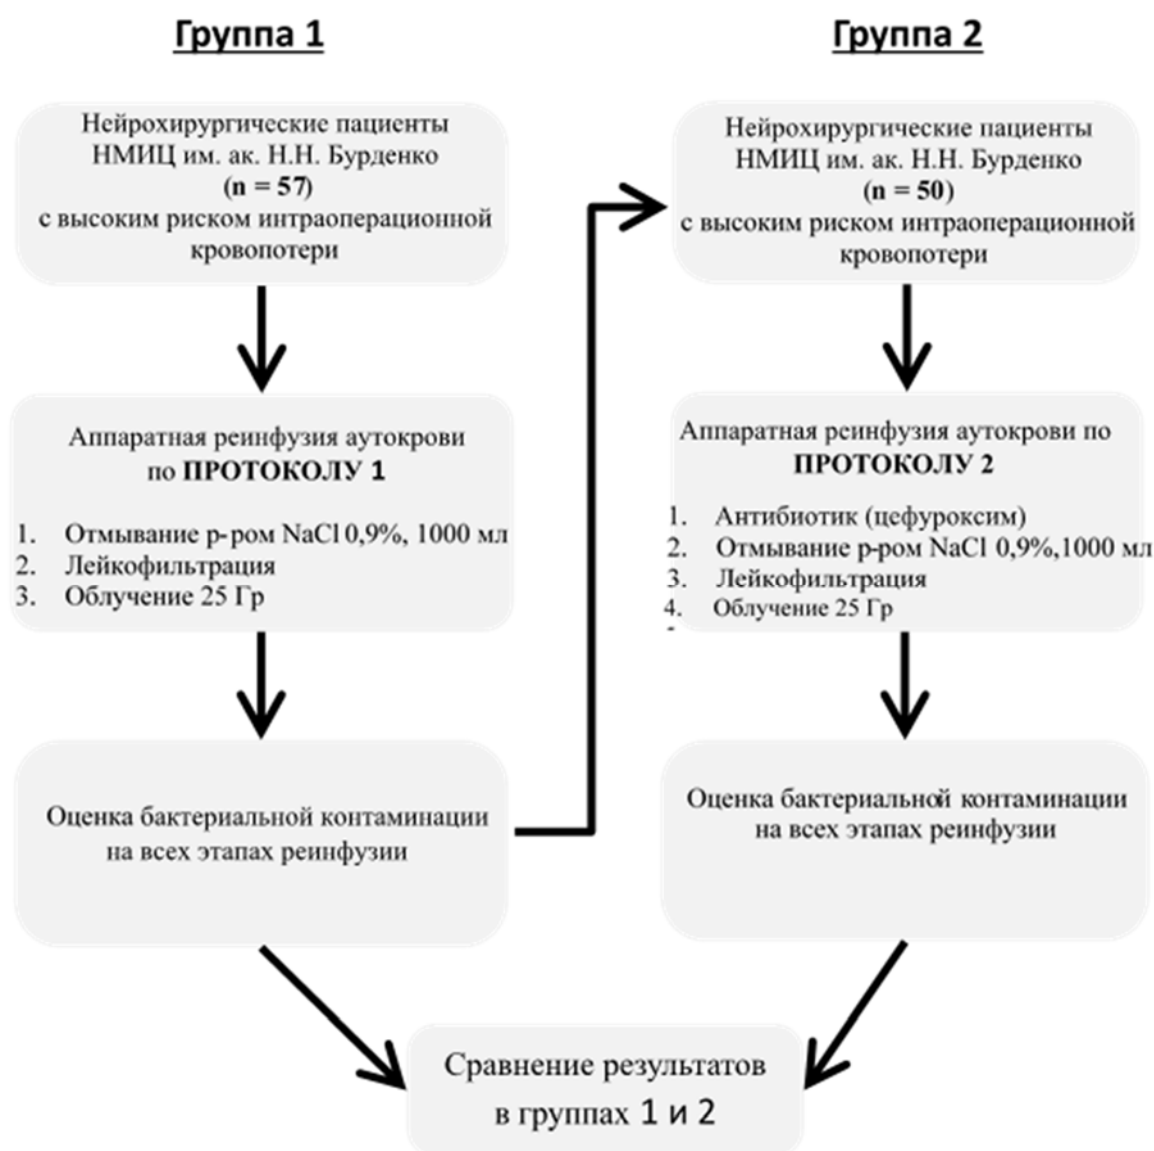 Группа 1
Нейрохирургические пациенты
НМИЦ им. ак. Н.Н. Бурденко
(n = 57)
с высоким риском интраоперационной
кровопотери
Аппаратная реинфузия аутокрови
по ПРОТОКОЛУ 1
1. Отмывание р-ром NaCl 0,9%, 1000 мл
2. Лейкофильтрация
3. Облучение 25 Гр
Оценка бактериальной контаминации
на всех этапах реинфузии
Группа 2
Нейрохирургические пациенты
НМИЦ им. ак. Н.Н. Бурденко
(n = 50)
с высоким риском интраоперационной
кровопотери
Аппаратная реинфузия аутокрови по
ПРОТОКОЛУ 2
1. Антибиотик (цефуроксим)
2. Отмывание р-ром NaCl 0,9%,1000 мл
3. Лейкофильтрация
4. Облучение 25 Гр
Оценка бактериальной контаминации
на всех этапах реинфузии
Сравнение результатов
в группах 1 и 2